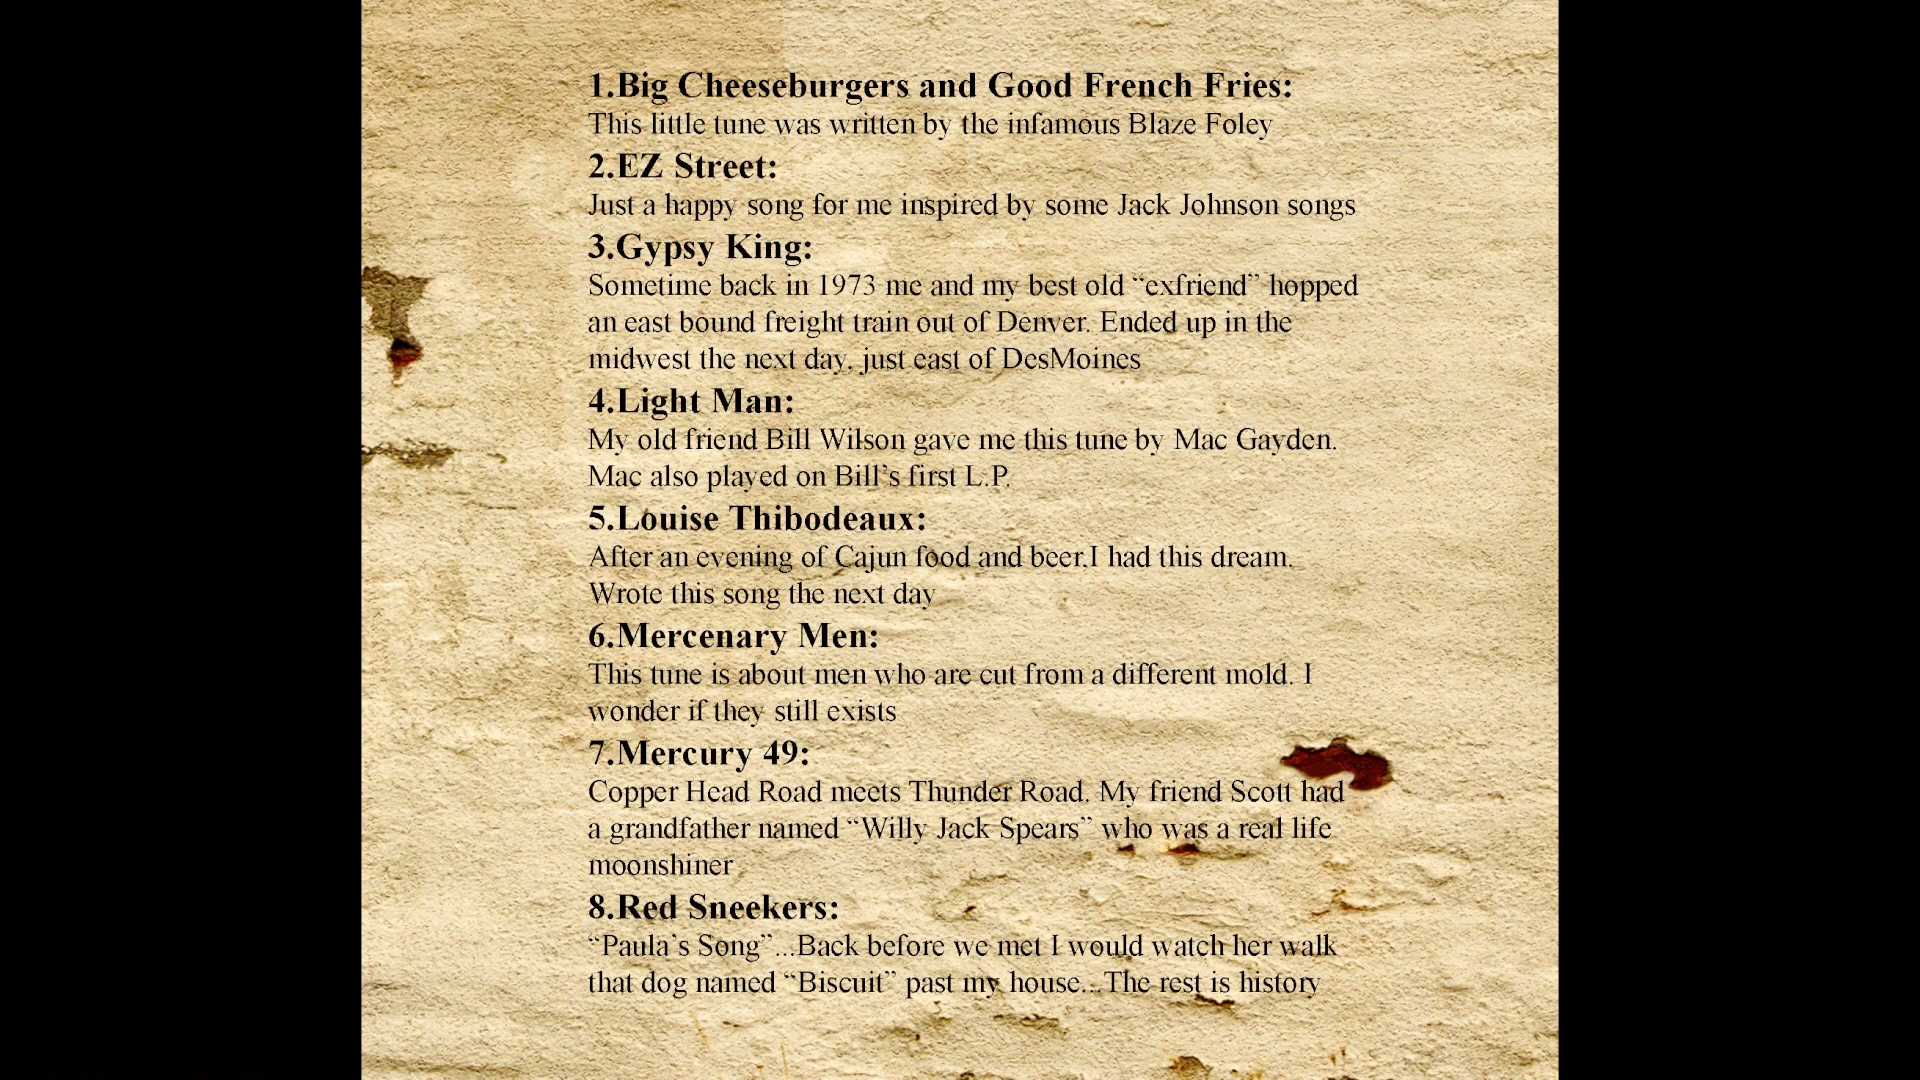 1.Big Cheeseburgers and Good French Fries:
This little tune was written by the infamous Blaze Foley
2.EZ Street:
Just a happy song for me inspired by some Jack Johnson songs
3.Gypsy King:
Sometime back in 1973 me and my best old “exfriend” hopped
an east bound freight train out of Denver. Ended up in the
midwest the next day, just east of DesMoines
4.Light Man:
My old friend Bill Wilson gave me this tune by Mac Gayden.
Mac also played on Bill’s first L.P.
5.Louise Thibodeaux:
After an evening of Cajun food and beer,I had this dream.
Wrote this song the next day
6.Mercenary Men:
This tune is about men who are cut from a different mold. I
wonder if they still exists
7.Mercury 49:
Copper Head Road meets Thunder Road. My friend Scott had
a grandfather named “Willy Jack Spears” who was a real life
moonshiner
8.Red Sneekers:
“Paula’s Song”...Back before we met I would watch her walk
that dog named “Biscuit” past my house...The rest is history